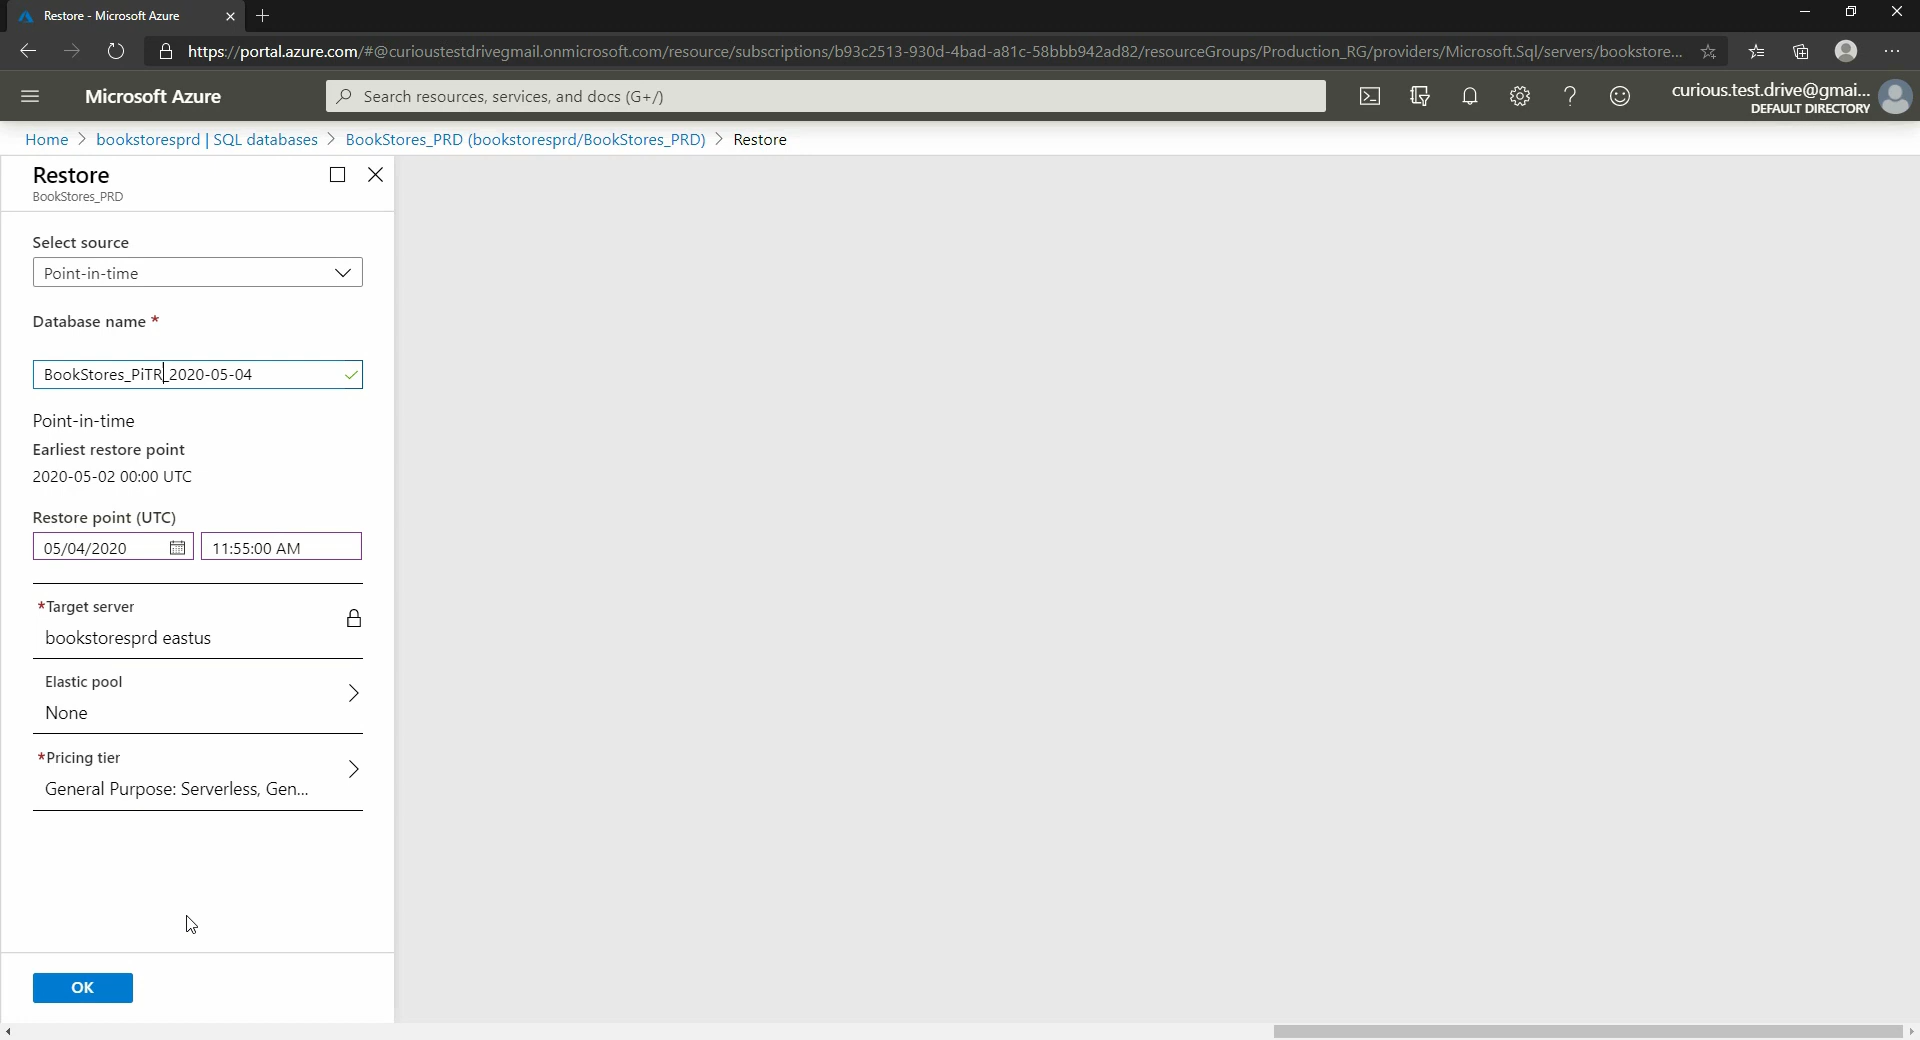 Restore - Microsoft Azure
https://portal.azure.com/#@curioustestdrivegmail.onmicrosoft.com/resource/subscriptions/b93c2513-930d-4bad-a81c-58bbb942ad82/resourceGroups/Production_RG/providers/Microsoft.Sql/servers/bookstore...
Microsoft Azure
Search resources, services, and docs (G+/)
curious.test.drive@gmai...
DEFAULT DIRECTORY
Home > bookstoresprd | SQL databases > BookStores_PRD (bookstoresprd/BookStores_PRD) > Restore
Restore
BookStores_PRD
Select source
Point-in-time
Database name *
BookStores_PiTR_2020-05-04
Point-in-time
Earliest restore point
2020-05-02 00:00 UTC
Restore point (UTC)
05/04/2020 11:55:00 AM
*Target server
bookstoresprd eastus
Elastic pool
None
*Pricing tier
General Purpose: Serverless, Gen...
OK